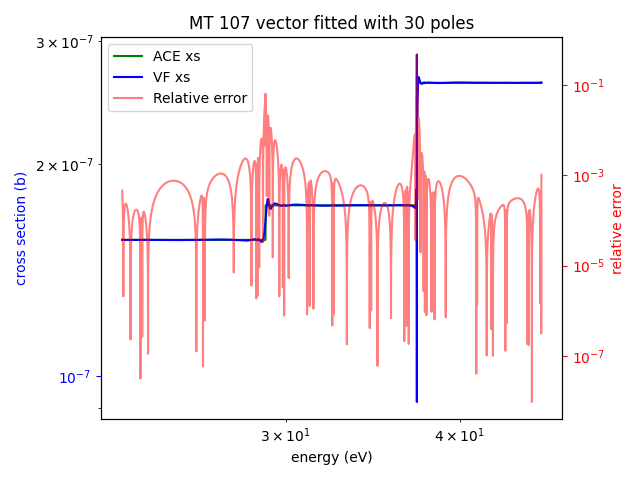 MT 107 vector fitted with 30 poles
ACE xs
VF xs
Relative error
3 × 10⁻⁷
2 × 10⁻⁷
10⁻⁷
cross section (b)
10⁻¹
10⁻³
10⁻⁵
10⁻⁷
relative error
3 × 10¹
4 × 10¹
energy (eV)